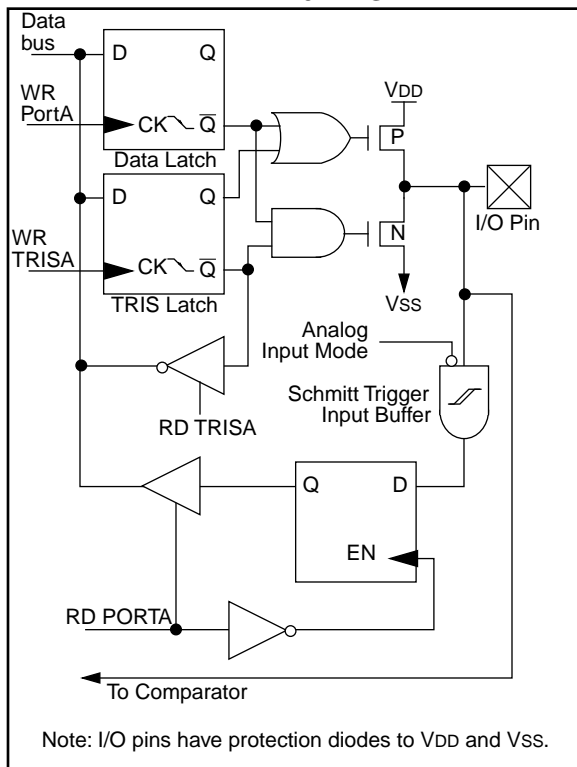 Data
bus
D Q
WR
PortA
CK Q
Data Latch
VDD
P
D Q
I/O Pin
N
WR
TRISA
CK Q
TRIS Latch
VSS
Analog
Input Mode
Schmitt Trigger
Input Buffer
RD TRISA
Q D
EN
RD PORTA
To Comparator
Note: I/O pins have protection diodes to VDD and VSS.